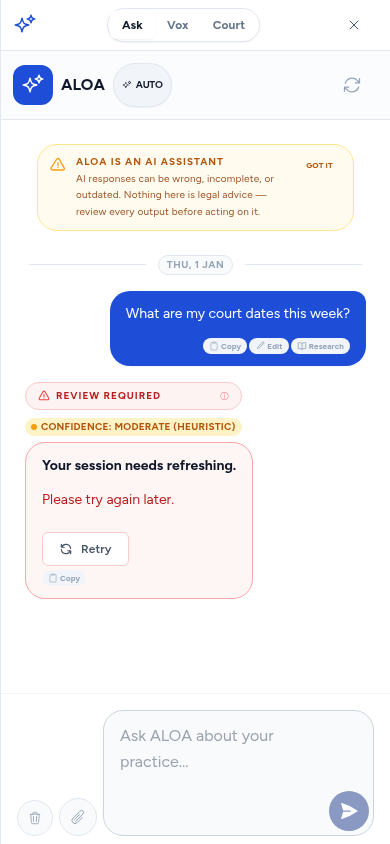 Ask Vox Court
ALOA AUTO
ALOA IS AN AI ASSISTANT GOT IT
AI responses can be wrong, incomplete, or
outdated. Nothing here is legal advice —
review every output before acting on it.
THU, 1 JAN
What are my court dates this week?
Copy Edit Research
REVIEW REQUIRED
CONFIDENCE: MODERATE (HEURISTIC)
Your session needs refreshing.
Please try again later.
Retry
Copy
Ask ALOA about your
practice...